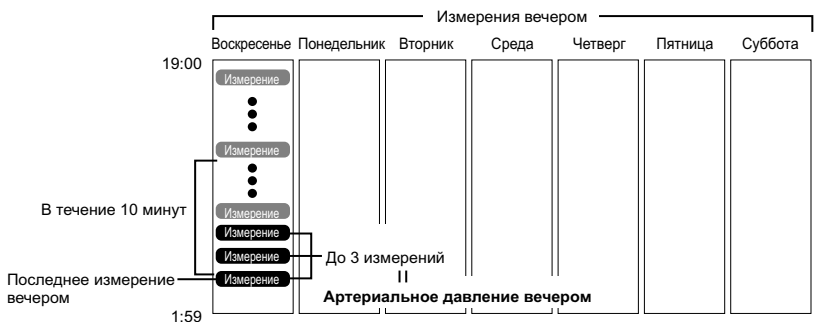 Измерения вечером
Воскресенье Понедельник Вторник Среда Четверг Пятница Суббота
19:00
Измерение
Измерение
В течение 10 минут
Измерение
Измерение
Измерение
До 3 измерений
Последнее измерение
вечером
Измерение
=
Артериальное давление вечером
1:59